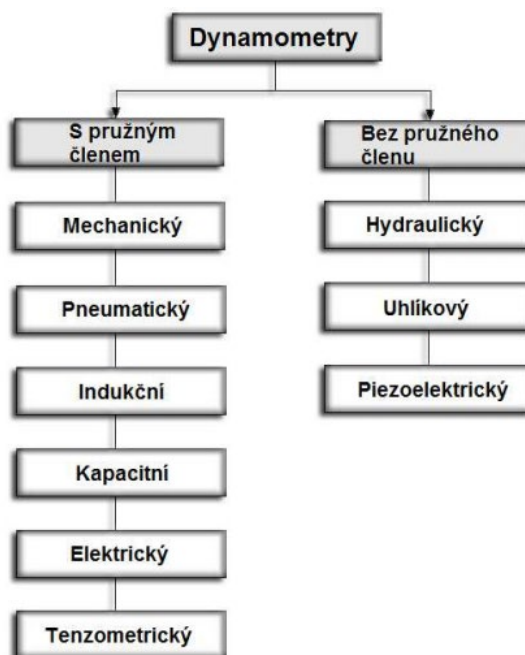 Dynamometry
S pružným
členem
Mechanický
Pneumatický
Indukční
Kapacitní
Elektrický
Tenzometrický
Bez pružného
členu
Hydraulický
Uhlíkový
Piezoelektrický